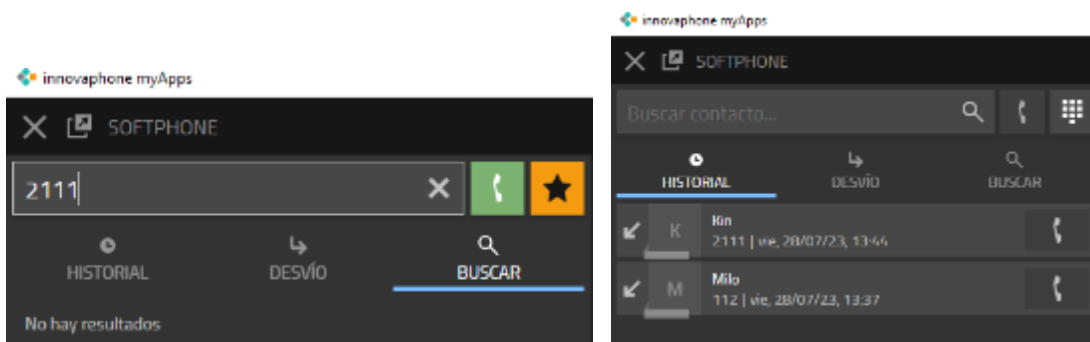 innovaphone myApps
SOFTPHONE
2111
HISTORIAL
DESVÍO
BUSCAR
No hay resultados
innovaphone myApps
SOFTPHONE
Buscar contacto...
HISTORIAL
DESVÍO
BUSCAR
K
Kin
2111 | vie, 28/07/23, 13:44
M
Milo
112 | vie, 28/07/23, 13:37